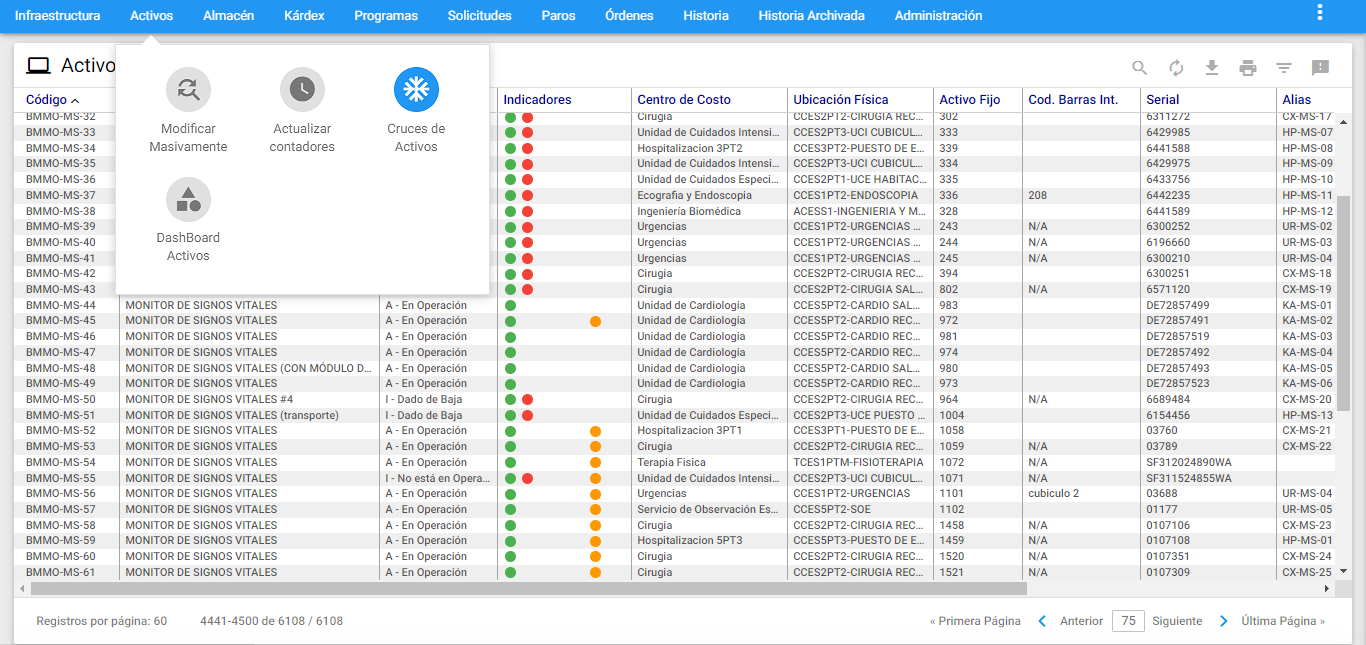 Infraestructura Activos Almacén Kárdex Programas Solicitudes Paros Órdenes Historia Historia Archivada Administración
Activo
Modificar Masivamente
Actualizar contadores
Cruces de Activos
DashBoard Activos
Código Indicadores Centro de Costo Ubicación Física Activo Fijo Cod. Barras Int. Serial Alias
BMMO-MS-32 Cirugia CCES2PT2-CIRUGIA REC... 302 6311272 CX-MS-17
BMMO-MS-33 Unidad de Cuidados Intensi... CCES2PT3-UCI CUBICUL... 333 6429985 HP-MS-07
BMMO-MS-34 Hospitalizacion 3PT2 CCES3PT2-PUESTO DE E... 339 6441588 HP-MS-08
BMMO-MS-35 Unidad de Cuidados Intensi... CCES2PT3-UCI CUBICUL... 334 6429975 HP-MS-09
BMMO-MS-36 Unidad de Cuidados Especi... CCES2PT1-UCE HABITAC... 335 6433756 HP-MS-10
BMMO-MS-37 Ecografia y Endoscopia CCES1PT2-ENDOSCOPIA 336 208 6442235 HP-MS-11
BMMO-MS-38 Ingeniería Biomédica ACESS1-INGENIERIA Y M... 328 6441589 HP-MS-12
BMMO-MS-39 Urgencias CCES1PT2-URGENCIAS ... 243 N/A 6300252 UR-MS-02
BMMO-MS-40 Urgencias CCES1PT2-URGENCIAS ... 244 N/A 6196660 UR-MS-03
BMMO-MS-41 Urgencias CCES1PT2-URGENCIAS ... 245 N/A 6300210 UR-MS-04
BMMO-MS-42 Cirugia CCES2PT2-CIRUGIA REC... 394 6300251 CX-MS-18
BMMO-MS-43 Cirugia CCES2PT2-CIRUGIA SAL... 802 N/A 6571120 CX-MS-19
BMMO-MS-44 MONITOR DE SIGNOS VITALES A - En Operación Unidad de Cardiologia CCES5PT2-CARDIO SAL... 983 DE72857499 KA-MS-01
BMMO-MS-45 MONITOR DE SIGNOS VITALES A - En Operación Unidad de Cardiologia CCES5PT2-CARDIO REC... 972 DE72857491 KA-MS-02
BMMO-MS-46 MONITOR DE SIGNOS VITALES A - En Operación Unidad de Cardiologia CCES5PT2-CARDIO REC... 981 DE72857519 KA-MS-03
BMMO-MS-47 MONITOR DE SIGNOS VITALES A - En Operación Unidad de Cardiologia CCES5PT2-CARDIO REC... 974 DE72857492 KA-MS-04
BMMO-MS-48 MONITOR DE SIGNOS VITALES (CON MÓDULO D... A - En Operación Unidad de Cardiologia CCES5PT2-CARDIO SAL... 980 DE72857493 KA-MS-05
BMMO-MS-49 MONITOR DE SIGNOS VITALES A - En Operación Unidad de Cardiologia CCES5PT2-CARDIO REC... 973 DE72857523 KA-MS-06
BMMO-MS-50 MONITOR DE SIGNOS VITALES #4 I - Dado de Baja Cirugia CCES2PT2-CIRUGIA REC... 964 N/A 6689484 CX-MS-20
BMMO-MS-51 MONITOR DE SIGNOS VITALES (transporte) I - Dado de Baja Unidad de Cuidados Especi... CCES2PT3-UCE PUESTO ... 1004 6154456 HP-MS-13
BMMO-MS-52 MONITOR DE SIGNOS VITALES A - En Operación Hospitalizacion 3PT1 CCES3PT1-PUESTO DE E... 1058 03760 CX-MS-21
BMMO-MS-53 MONITOR DE SIGNOS VITALES A - En Operación Cirugia CCES2PT2-CIRUGIA REC... 1059 N/A 03789 CX-MS-22
BMMO-MS-54 MONITOR DE SIGNOS VITALES A - En Operación Terapia Fisica TCES1PTM-FISIOTERAPIA 1072 N/A SF312024890WA
BMMO-MS-55 MONITOR DE SIGNOS VITALES I - No está en Opera... Unidad de Cuidados Intensi... CCES2PT3-UCI CUBICUL... 1071 N/A SF311524855WA
BMMO-MS-56 MONITOR DE SIGNOS VITALES A - En Operación Urgencias CCES1PT2-URGENCIAS 1101 cubiculo 2 03688 UR-MS-04
BMMO-MS-57 MONITOR DE SIGNOS VITALES A - En Operación Servicio de Observación Es... CCES5PT2-SOE 1102 01177 UR-MS-05
BMMO-MS-58 MONITOR DE SIGNOS VITALES A - En Operación Cirugia CCES2PT2-CIRUGIA REC... 1458 N/A 0107106 CX-MS-23
BMMO-MS-59 MONITOR DE SIGNOS VITALES A - En Operación Hospitalizacion 5PT3 CCES5PT3-PUESTO DE E... 1459 N/A 0107108 HP-MS-01
BMMO-MS-60 MONITOR DE SIGNOS VITALES A - En Operación Cirugia CCES2PT2-CIRUGIA REC... 1520 N/A 0107351 CX-MS-24
BMMO-MS-61 MONITOR DE SIGNOS VITALES A - En Operación Cirugia CCES2PT2-CIRUGIA REC... 1521 N/A 0107309 CX-MS-25
Registros por página: 60 4441-4500 de 6108 / 6108 « Primera Página Anterior 75 Siguiente Última Página »